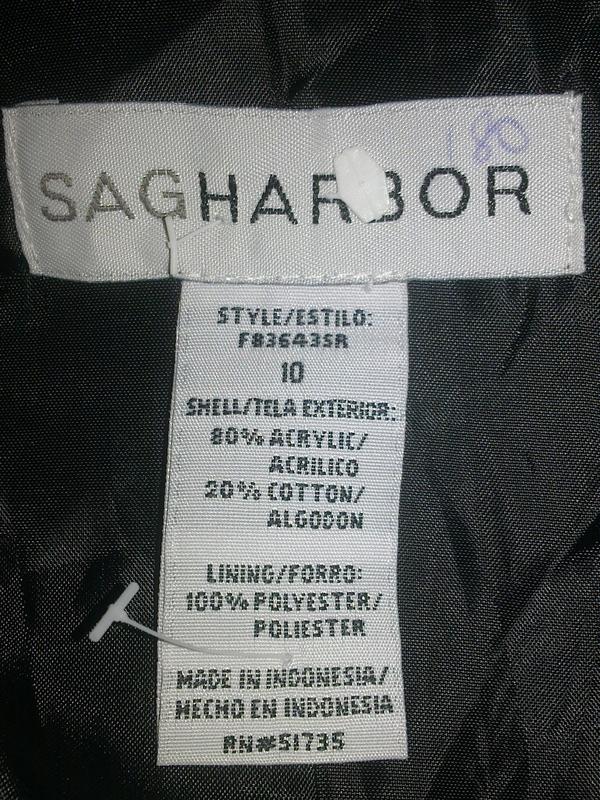 180
SAGHARBOR
STYLE/ESTILO:
F83643SR
10
SHELL/TELA EXTERIOR:
80% ACRYLIC/
ACRILICO
20% COTTON/
ALGODON
LINING/FORRO:
100% POLYESTER/
POLIESTER
MADE IN INDONESIA/
HECHO EN INDONESIA
RN#51735